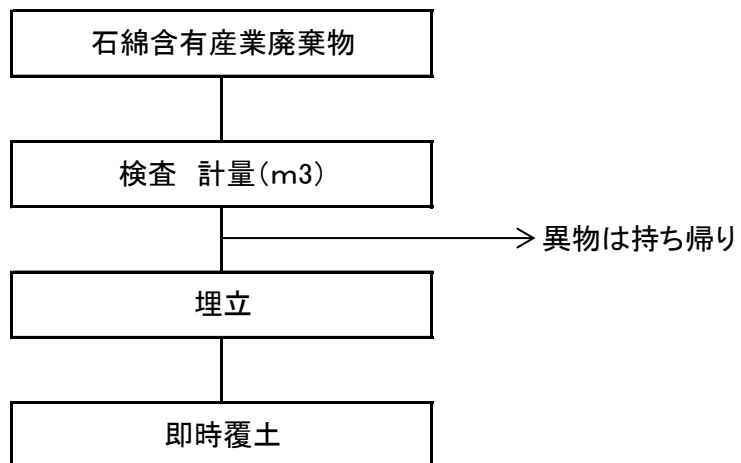 石綿含有産業廃棄物
検査　計量（m3）
異物は持ち帰り
埋立
即時覆土